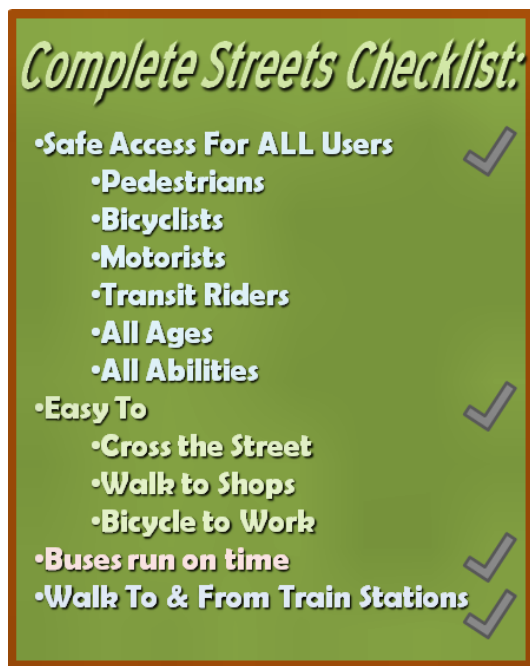 Complete Streets Checklist:
•Safe Access For ALL Users
•Pedestrians
•Bicyclists
•Motorists
•Transit Riders
•All Ages
•All Abilities
•Easy To
•Cross the Street
•Walk to Shops
•Bicycle to Work
•Buses run on time
•Walk To & From Train Stations